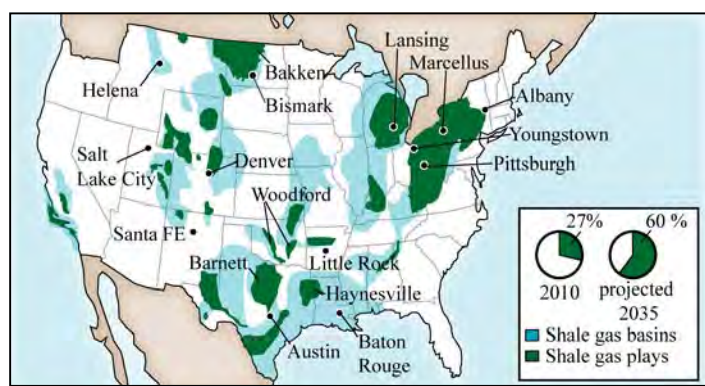 Lansing
Marcellus
Bakken
Helena
Bismark
Albany
Youngstown
Salt
Lake City
Denver
Pittsburgh
Woodford
Santa FE
Barnett
Little Rock
Haynesville
Austin
Baton
Rouge
27%
60 %
2010
projected
2035
Shale gas basins
Shale gas plays